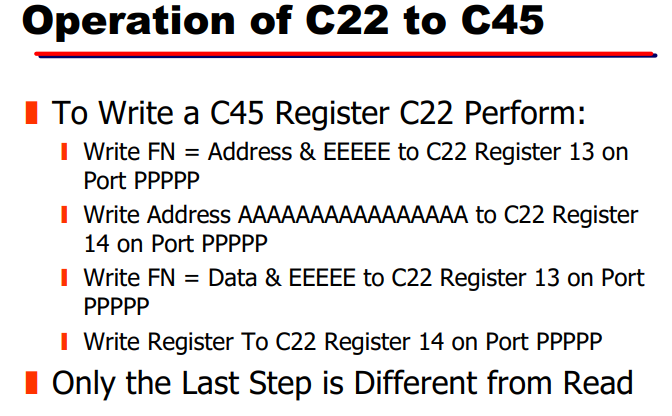 Operation of C22 to C45
To Write a C45 Register C22 Perform:
Write FN = Address & EEEEE to C22 Register 13 on
Port PPPPP
Write Address AAAAAAAAAAAAAAAA to C22 Register
14 on Port PPPPP
Write FN = Data & EEEEE to C22 Register 13 on Port
PPPPP
Write Register To C22 Register 14 on Port PPPPP
Only the Last Step is Different from Read